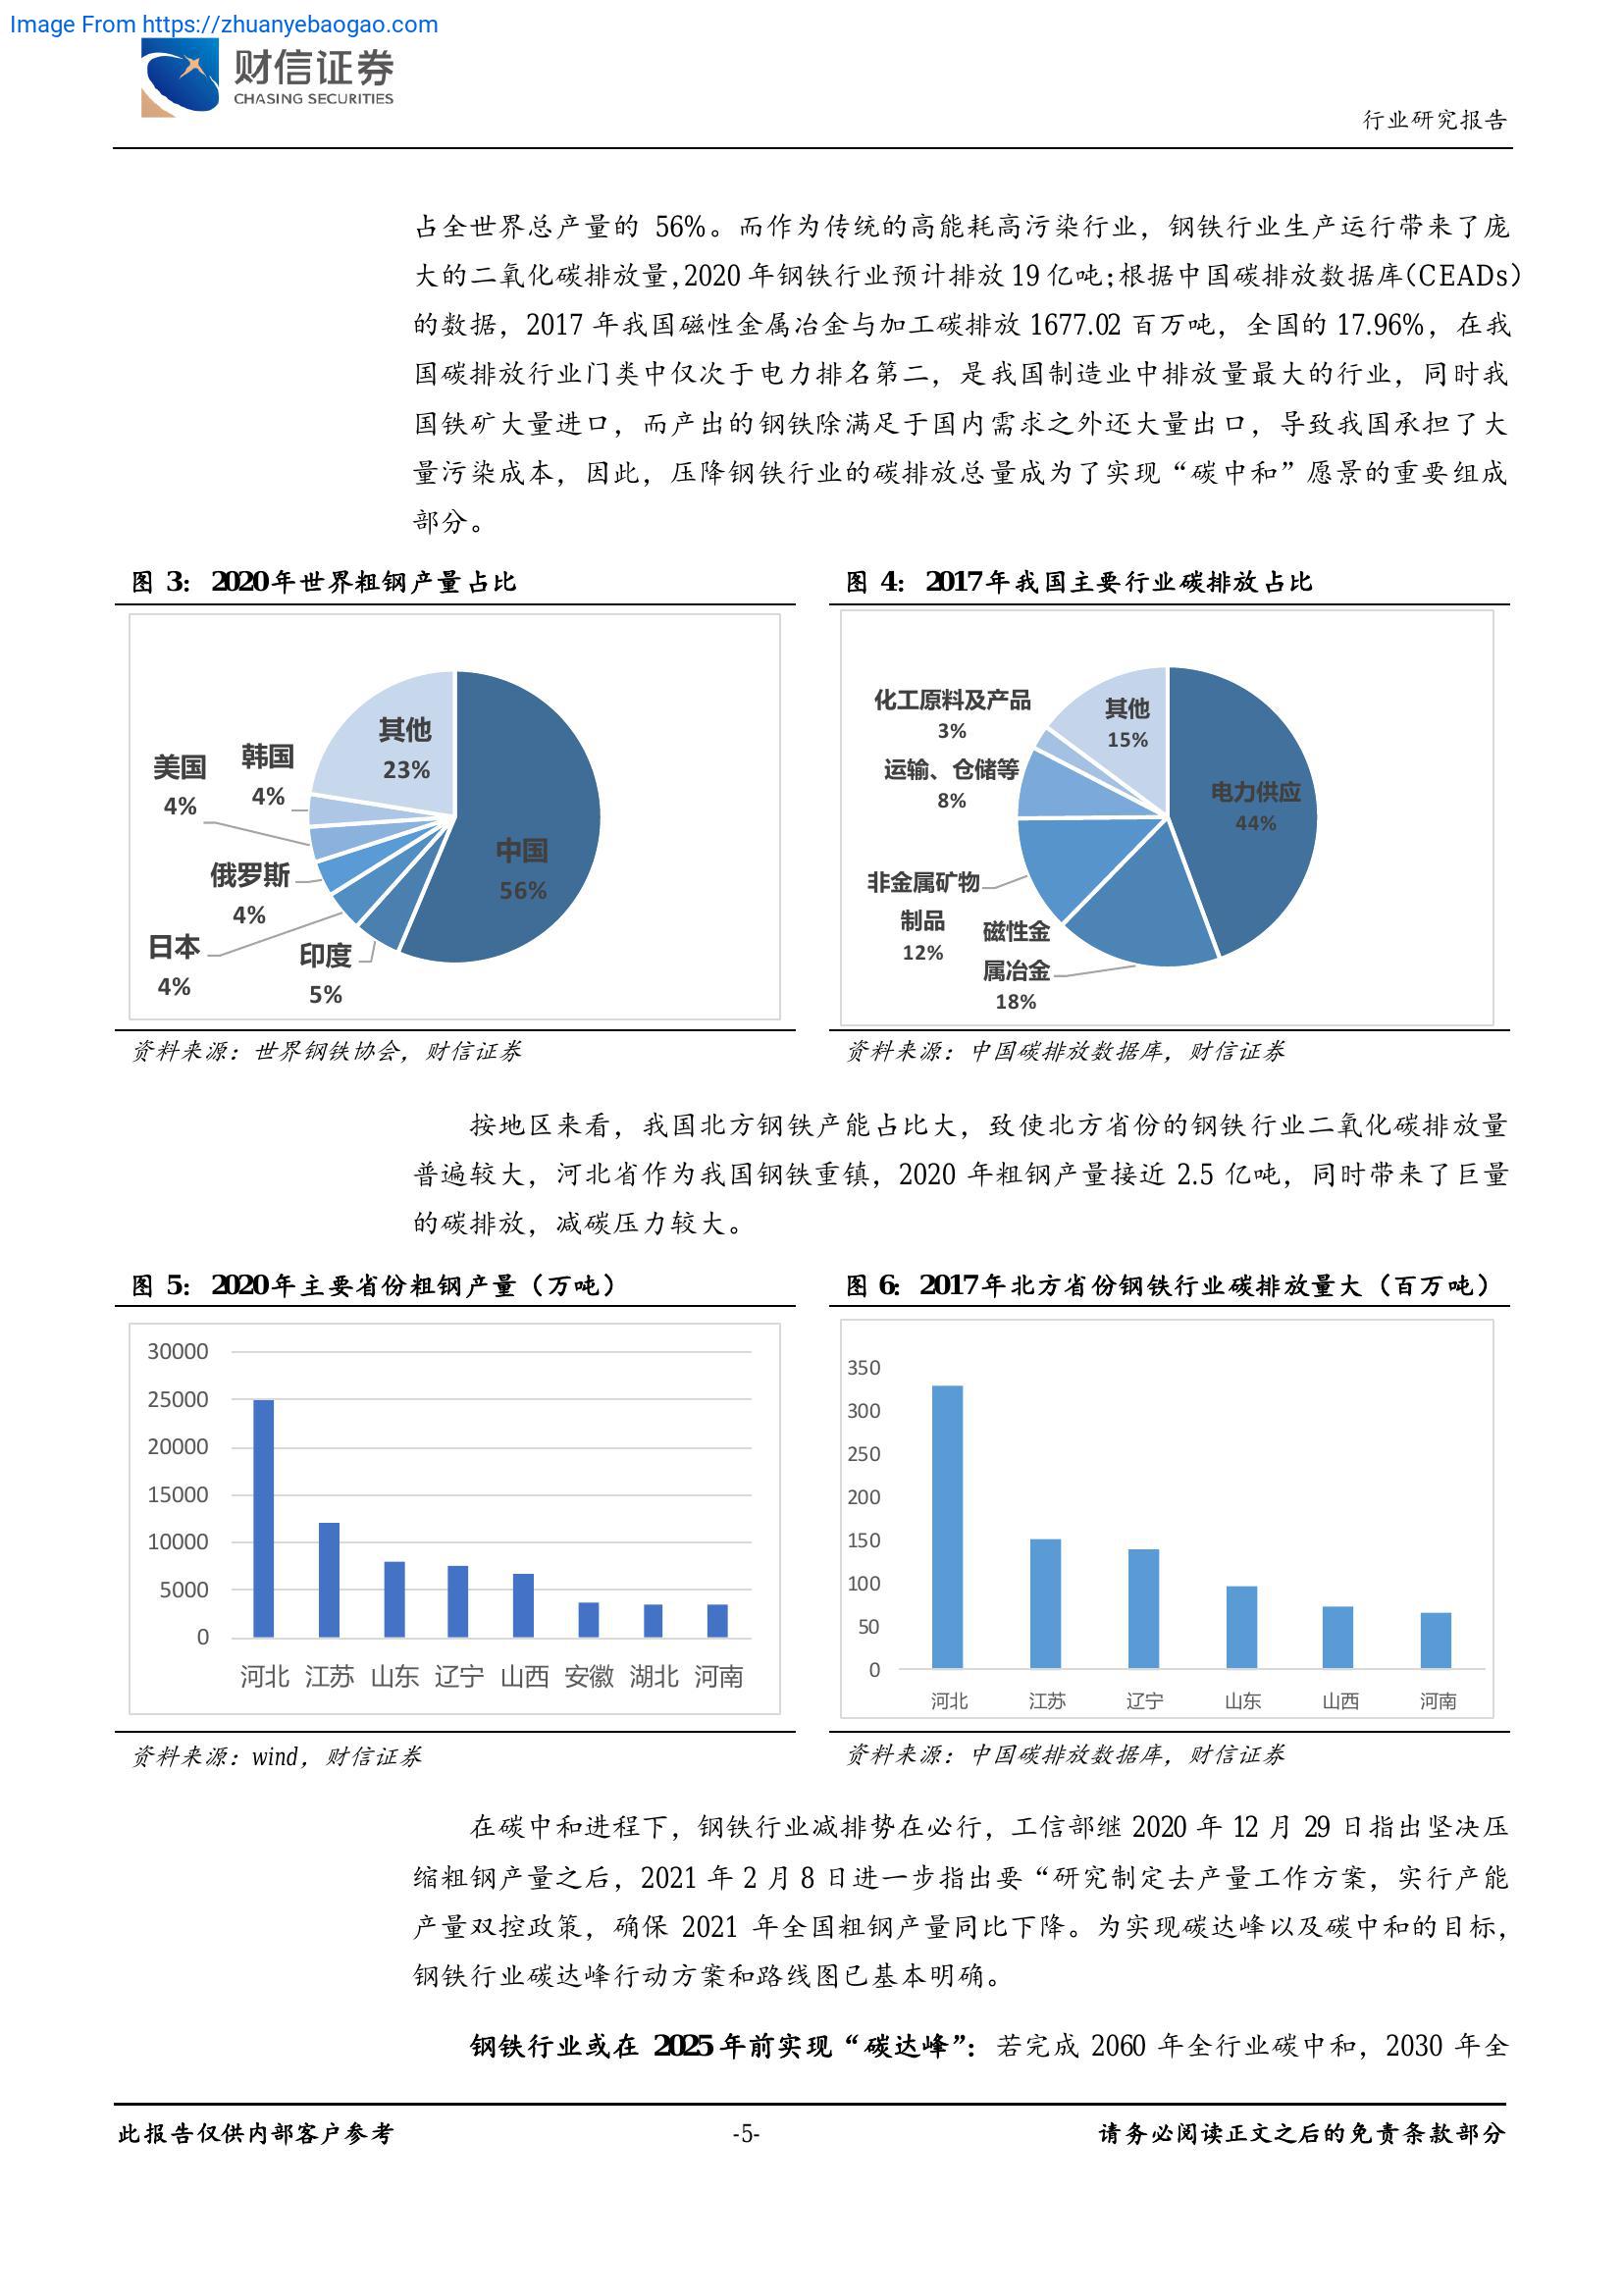 Image From https://zhuanyebaogao.com
财信证券
CHASING SECURITIES
行业研究报告
占全世界总产量的 56%。而作为传统的高能耗高污染行业，钢铁行业生产运行带来了庞
大的二氧化碳排放量，2020 年钢铁行业预计排放 19 亿吨；根据中国碳排放数据库（CEADs）
的数据，2017 年我国磁性金属冶金与加工碳排放 1677.02 百万吨，全国的 17.96%，在我
国碳排放行业门类中仅次于电力排名第二，是我国制造业中排放量最大的行业，同时我
国铁矿大量进口，而产出的钢铁除满足于国内需求之外还大量出口，导致我国承担了大
量污染成本，因此，压降钢铁行业的碳排放总量成为了实现“碳中和”愿景的重要组成
部分。
图 3：2020年世界粗钢产量占比
其他
23%
韩国
4%
美国
4%
俄罗斯
4%
日本
4%
印度
5%
中国
56%
资料来源：世界钢铁协会，财信证券
图 4：2017年我国主要行业碳排放占比
化工原料及产品
3%
其他
15%
运输、仓储等
8%
电力供应
44%
非金属矿物
制品
12%
磁性金
属冶金
18%
资料来源：中国碳排放数据库，财信证券
按地区来看，我国北方钢铁产能占比大，致使北方省份的钢铁行业二氧化碳排放量
普遍较大，河北省作为我国钢铁重镇，2020 年粗钢产量接近 2.5 亿吨，同时带来了巨量
的碳排放，减碳压力较大。
图 5：2020年主要省份粗钢产量（万吨）
30000
25000
20000
15000
10000
5000
0
河北 江苏 山东 辽宁 山西 安徽 湖北 河南
资料来源：wind，财信证券
图 6：2017年北方省份钢铁行业碳排放量大（百万吨）
350
300
250
200
150
100
50
0
河北 江苏 辽宁 山东 山西 河南
资料来源：中国碳排放数据库，财信证券
在碳中和进程下，钢铁行业减排势在必行，工信部继 2020 年 12 月 29 日指出坚决压
缩粗钢产量之后，2021 年 2 月 8 日进一步指出要“研究制定去产量工作方案，实行产能
产量双控政策，确保 2021 年全国粗钢产量同比下降。为实现碳达峰以及碳中和的目标，
钢铁行业碳达峰行动方案和路线图已基本明确。
钢铁行业或在 2025 年前实现“碳达峰”：若完成 2060 年全行业碳中和，2030 年全
此报告仅供内部客户参考
-5-
请务必阅读正文之后的免责条款部分